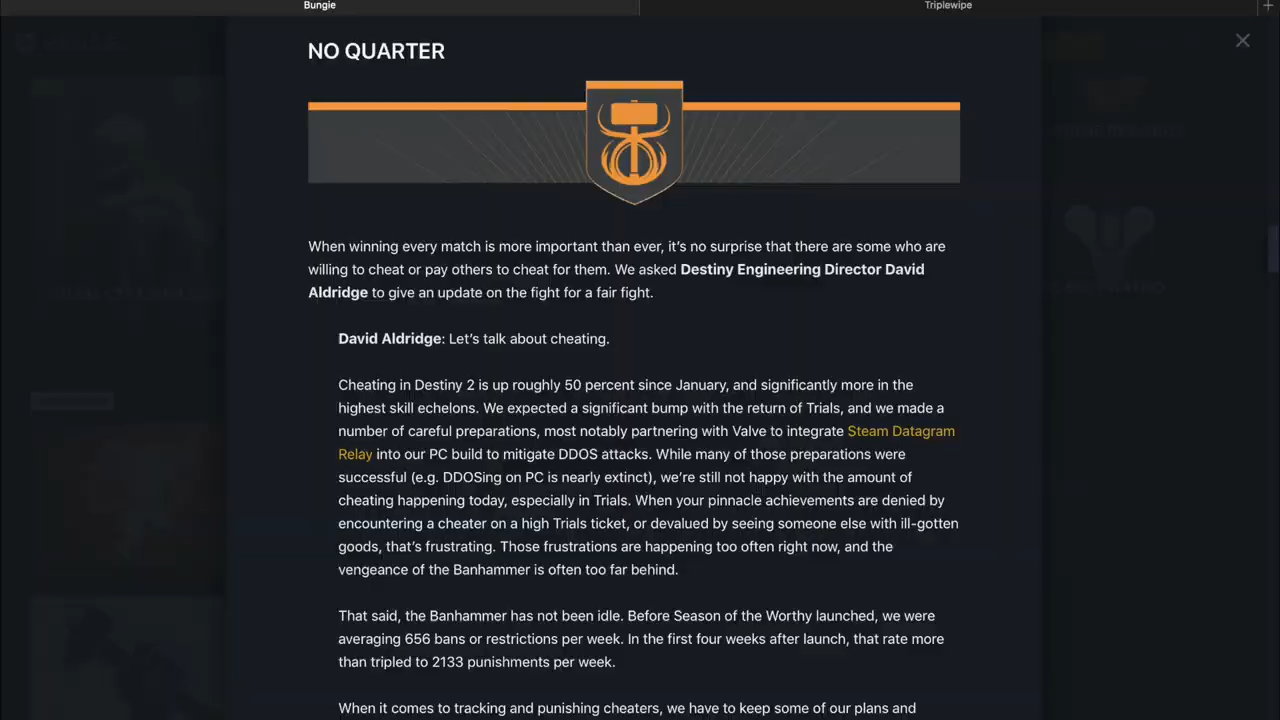 Bungie
Triplewipe
NO QUARTER
When winning every match is more important than ever, it’s no surprise that there are some who are
willing to cheat or pay others to cheat for them. We asked Destiny Engineering Director David
Aldridge to give an update on the fight for a fair fight.
David Aldridge: Let’s talk about cheating.
Cheating in Destiny 2 is up roughly 50 percent since January, and significantly more in the
highest skill echelons. We expected a significant bump with the return of Trials, and we made a
number of careful preparations, most notably partnering with Valve to integrate Steam Datagram
Relay into our PC build to mitigate DDOS attacks. While many of those preparations were
successful (e.g. DDOSing on PC is nearly extinct), we’re still not happy with the amount of
cheating happening today, especially in Trials. When your pinnacle achievements are denied by
encountering a cheater on a high Trials ticket, or devalued by seeing someone else with ill-gotten
goods, that’s frustrating. Those frustrations are happening too often right now, and the
vengeance of the Banhammer is often too far behind.
That said, the Banhammer has not been idle. Before Season of the Worthy launched, we were
averaging 656 bans or restrictions per week. In the first four weeks after launch, that rate more
than tripled to 2133 punishments per week.
When it comes to tracking and punishing cheaters, we have to keep some of our plans and